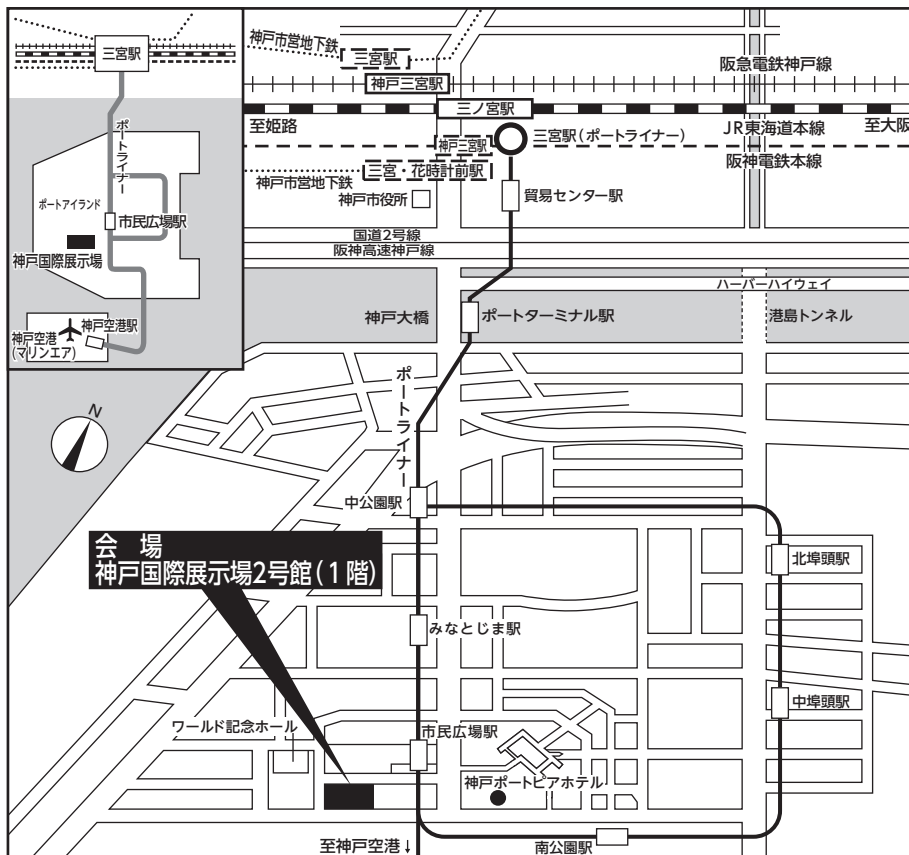 三宮駅
ポートライナー
ポートアイランド
市民広場駅
神戸国際展示場
神戸空港駅
神戸空港
(マリンエア)
神戸市営地下鉄
三宮駅
神戸三宮駅
阪急電鉄神戸線
三ノ宮駅
至姫路
JR東海道本線
至大阪
神戸三宮駅
三宮駅(ポートライナー)
阪神電鉄本線
神戸市営地下鉄
三宮・花時計前駅
神戸市役所
貿易センター駅
国道2号線
阪神高速神戸線
ハーバーハイウェイ
神戸大橋
ポートターミナル駅
港島トンネル
ポートライナー
N
中公園駅
会 場
神戸国際展示場2号館(1階)
北埠頭駅
みなとじま駅
中埠頭駅
ワールド記念ホール
市民広場駅
神戸ポートピアホテル
至神戸空港↓
南公園駅